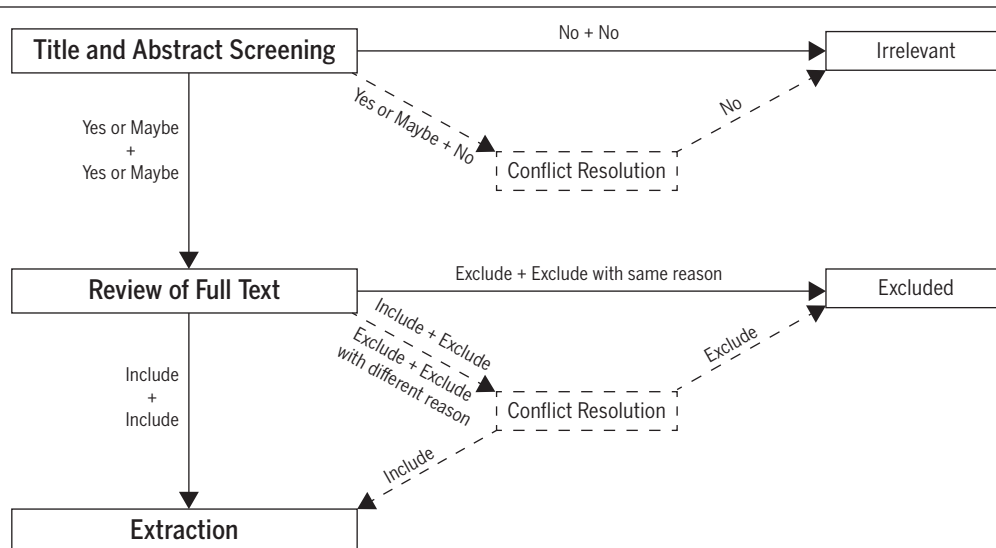 Title and Abstract Screening
No + No
Irrelevant
Yes or Maybe
+
Yes or Maybe
Yes or Maybe + No
No
Conflict Resolution
Review of Full Text
Exclude + Exclude with same reason
Excluded
Include
+
Include
Include + Exclude
Exclude + Exclude
with different reason
Exclude
Conflict Resolution
Include
Extraction